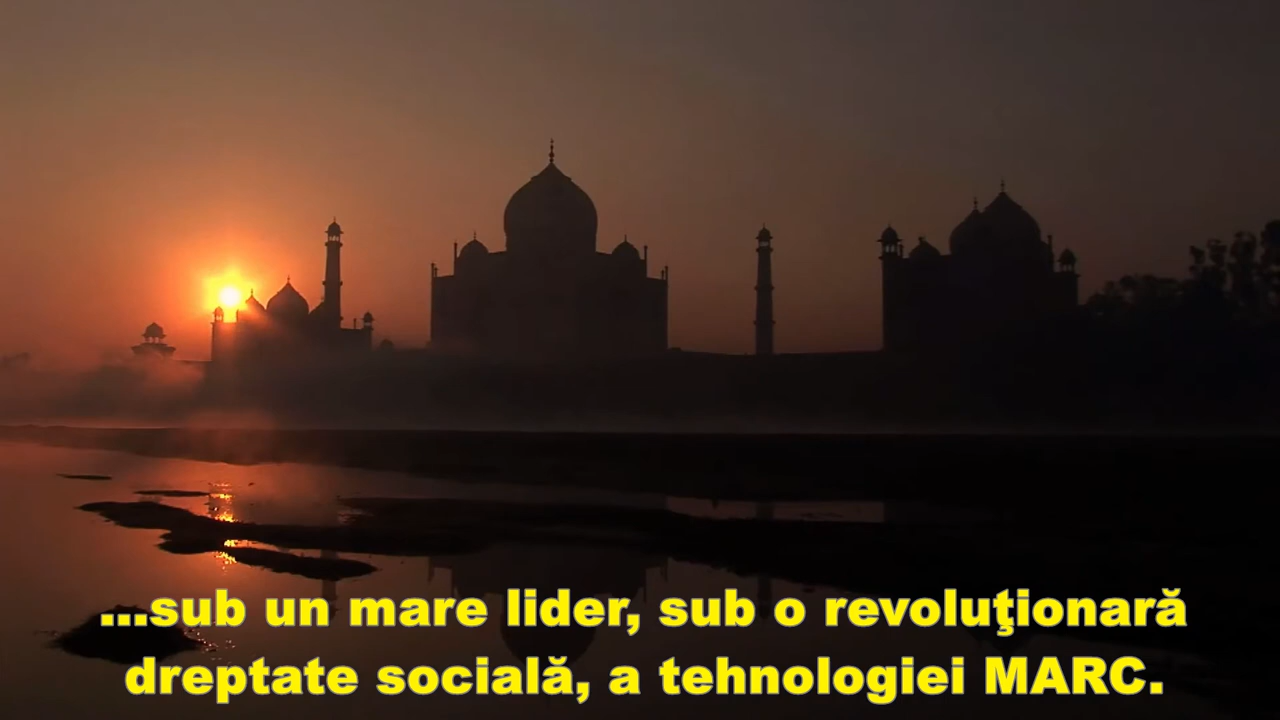 ...sub un mare lider, sub o revoluţionară
dreptate socială, a tehnologiei MARC.